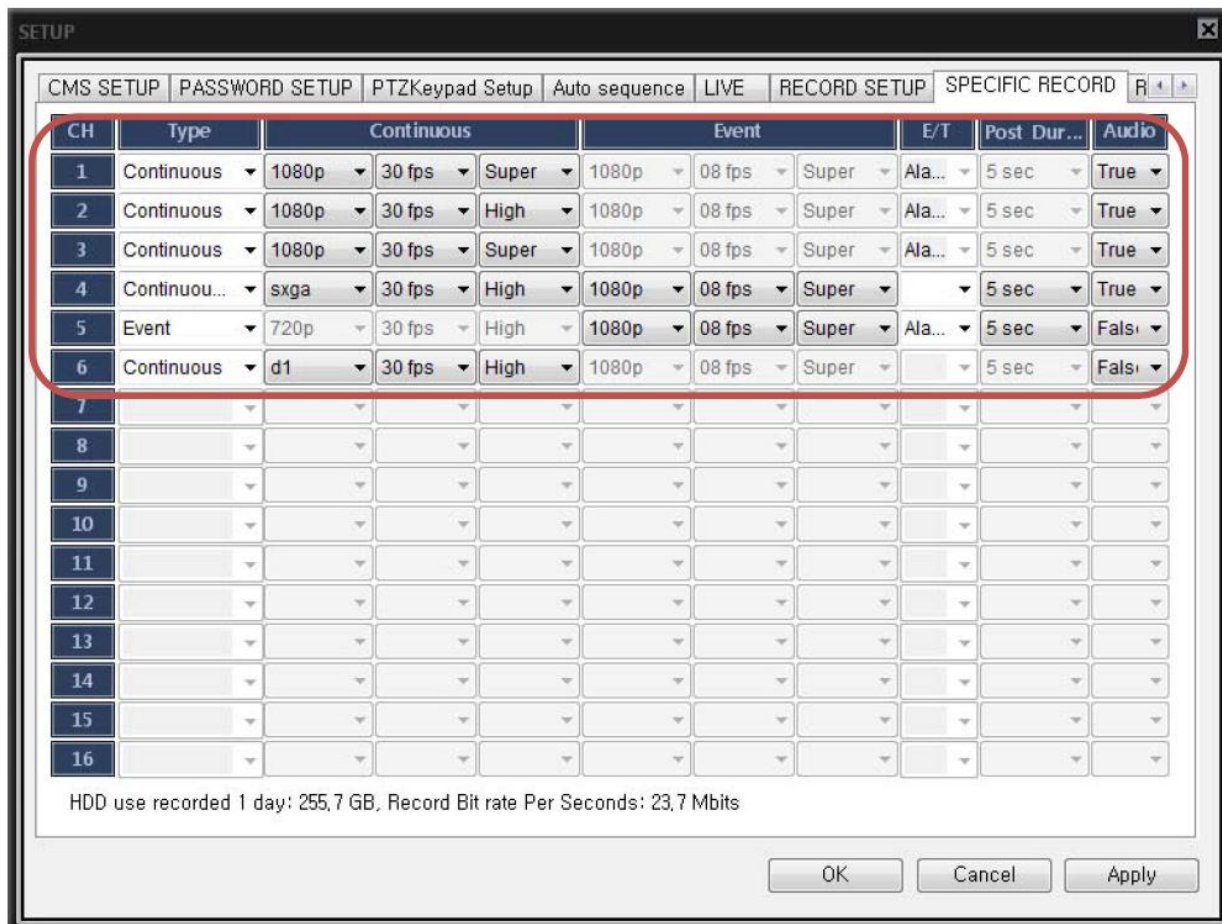 SETUP
CMS SETUP PASSWORD SETUP PTZKeypad Setup Auto sequence LIVE RECORD SETUP SPECIFIC RECORD R
CH Type Continuous Event E/T Post Dur... Audio
1 Continuous 1080p 30 fps Super 1080p 08 fps Super Ala... 5 sec True
2 Continuous 1080p 30 fps High 1080p 08 fps Super Ala... 5 sec True
3 Continuous 1080p 30 fps Super 1080p 08 fps Super Ala... 5 sec True
4 Continuou... sxga 30 fps High 1080p 08 fps Super 5 sec True
5 Event 720p 30 fps High 1080p 08 fps Super Ala... 5 sec Fals
6 Continuous d1 30 fps High 1080p 08 fps Super 5 sec Fals
7
8
9
10
11
12
13
14
15
16
HDD use recorded 1 day: 255,7 GB, Record Bit rate Per Seconds: 23,7 Mbits
OK Cancel Apply